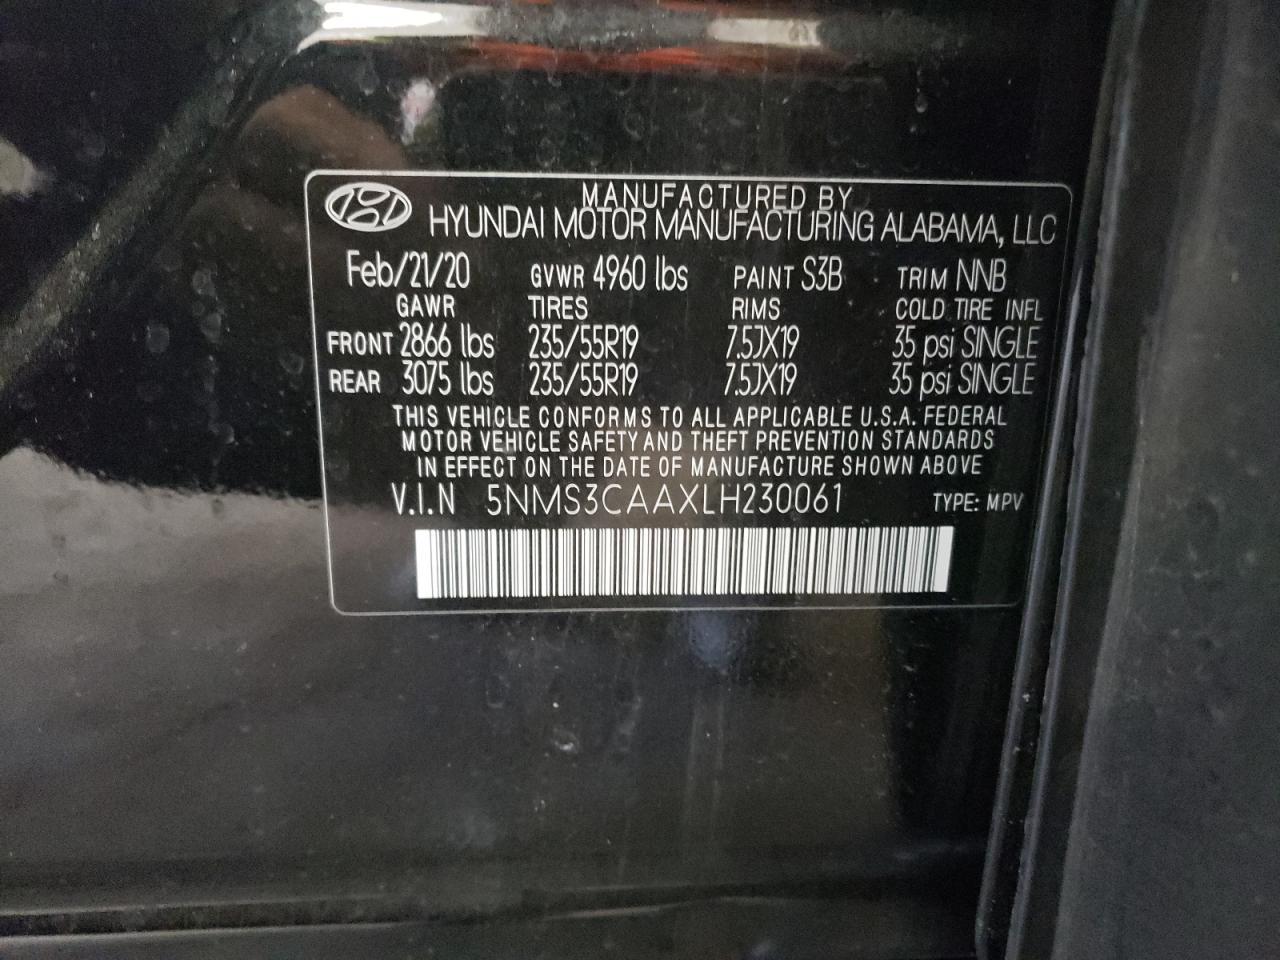 MANUFACTURED BY
HYUNDAI MOTOR MANUFACTURING ALABAMA, LLC
Feb/21/20 GVWR 4960 lbs PAINT S3B TRIM NNB
GAWR TIRES RIMS COLD TIRE INFL
FRONT 2866 lbs 235/55R19 7.5JX19 35 psi SINGLE
REAR 3075 lbs 235/55R19 7.5JX19 35 psi SINGLE
THIS VEHICLE CONFORMS TO ALL APPLICABLE U.S.A. FEDERAL
MOTOR VEHICLE SAFETY AND THEFT PREVENTION STANDARDS
IN EFFECT ON THE DATE OF MANUFACTURE SHOWN ABOVE
V.I.N 5NMS3CAAXLH230061 TYPE: MPV